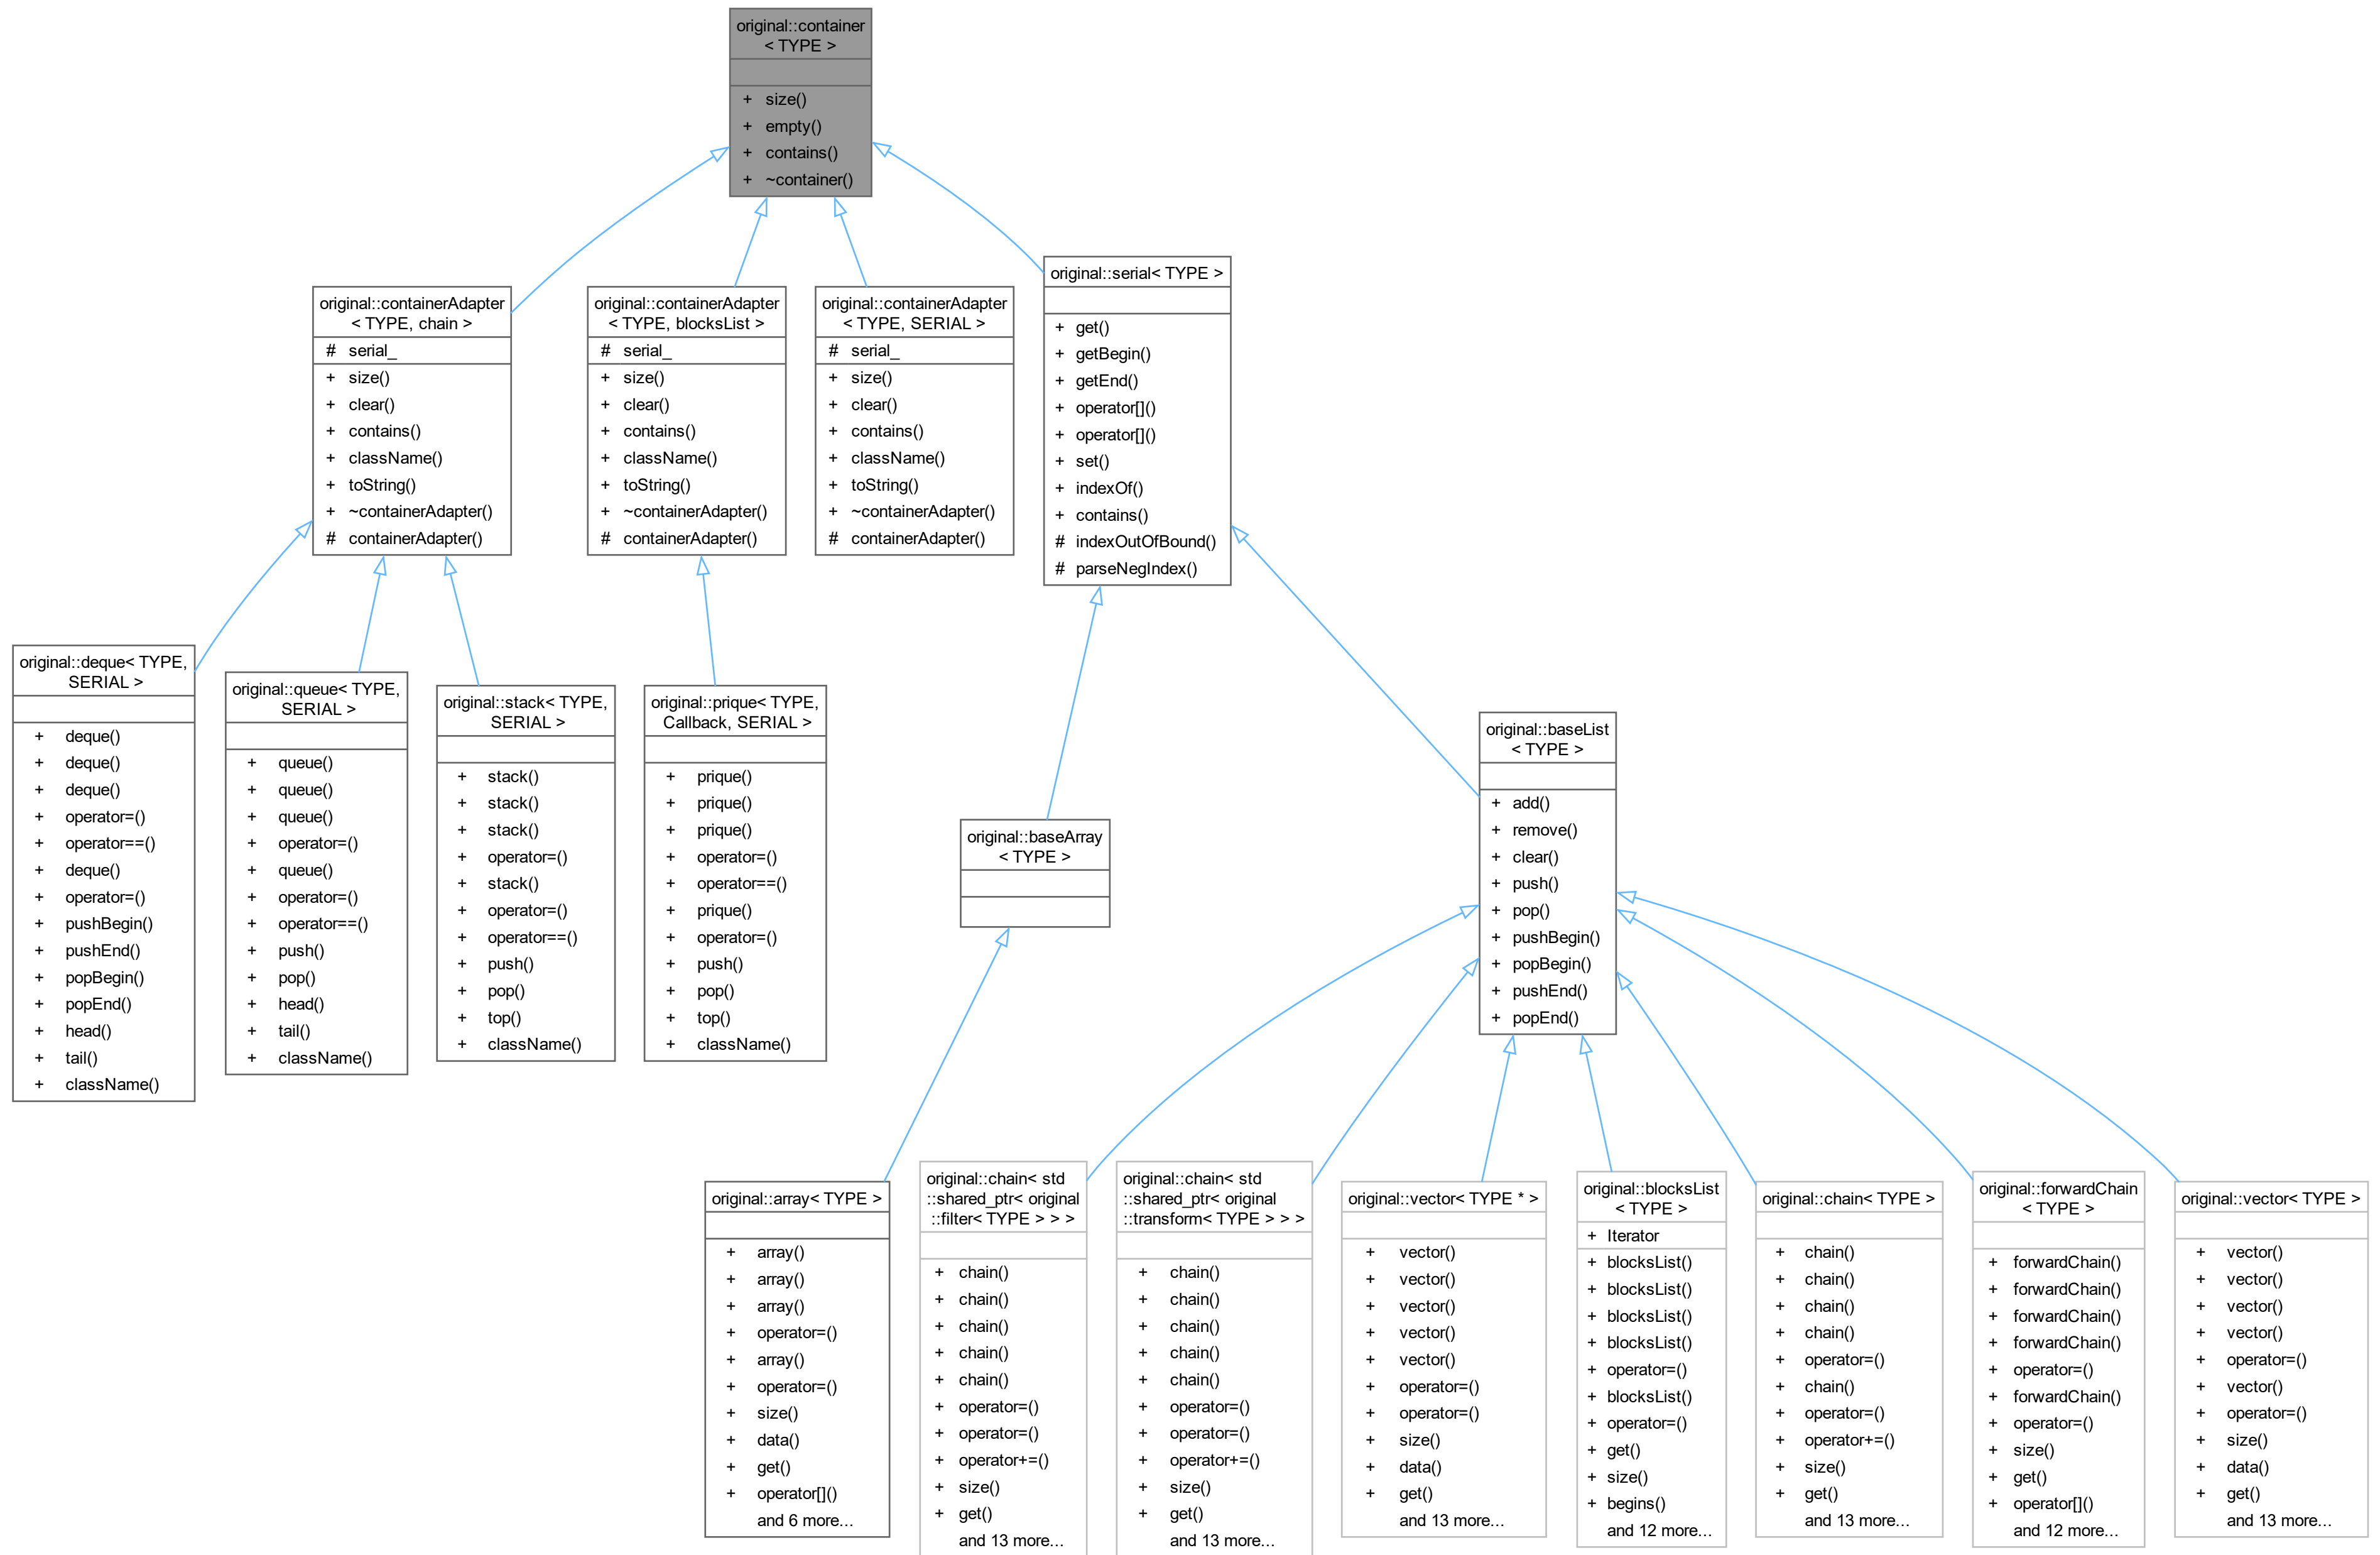 original::container
< TYPE >
+ size()
+ empty()
+ contains()
+ ~container()
original::containerAdapter
< TYPE, chain >
# serial_
+ size()
+ clear()
+ contains()
+ className()
+ toString()
+ ~containerAdapter()
# containerAdapter()
original::containerAdapter
< TYPE, blocksList >
# serial_
+ size()
+ clear()
+ contains()
+ className()
+ toString()
+ ~containerAdapter()
# containerAdapter()
original::containerAdapter
< TYPE, SERIAL >
# serial_
+ size()
+ clear()
+ contains()
+ className()
+ toString()
+ ~containerAdapter()
# containerAdapter()
original::serial< TYPE >
+ get()
+ getBegin()
+ getEnd()
+ operator[]()
+ operator[]()
+ set()
+ indexOf()
+ contains()
# indexOutOfBound()
# parseNegIndex()
original::deque< TYPE,
SERIAL >
+ deque()
+ deque()
+ deque()
+ operator=()
+ operator==()
+ deque()
+ operator=()
+ pushBegin()
+ pushEnd()
+ popBegin()
+ popEnd()
+ head()
+ tail()
+ className()
original::queue< TYPE,
SERIAL >
+ queue()
+ queue()
+ queue()
+ operator=()
+ queue()
+ operator=()
+ operator==()
+ push()
+ pop()
+ head()
+ tail()
+ className()
original::stack< TYPE,
SERIAL >
+ stack()
+ stack()
+ stack()
+ operator=()
+ stack()
+ operator=()
+ operator==()
+ push()
+ pop()
+ top()
+ className()
original::prique< TYPE,
Callback, SERIAL >
+ prique()
+ prique()
+ prique()
+ operator=()
+ operator==()
+ prique()
+ operator=()
+ push()
+ pop()
+ top()
+ className()
original::baseArray
< TYPE >
original::baseList
< TYPE >
+ add()
+ remove()
+ clear()
+ push()
+ pop()
+ pushBegin()
+ popBegin()
+ pushEnd()
+ popEnd()
original::array< TYPE >
+ array()
+ array()
+ array()
+ operator=()
+ array()
+ operator=()
+ size()
+ data()
+ get()
+ operator[]()
and 6 more...
original::chain< std
::shared_ptr< original
::filter< TYPE > > >
+ chain()
+ chain()
+ chain()
+ chain()
+ chain()
+ operator=()
+ operator=()
+ operator+=()
+ size()
+ get()
and 13 more...
original::chain< std
::shared_ptr< original
::transform< TYPE > > >
+ chain()
+ chain()
+ chain()
+ chain()
+ chain()
+ operator=()
+ operator=()
+ operator+=()
+ size()
+ get()
and 13 more...
original::vector< TYPE * >
+ vector()
+ vector()
+ vector()
+ vector()
+ vector()
+ operator=()
+ operator=()
+ size()
+ data()
+ get()
and 13 more...
original::blocksList
< TYPE >
+ Iterator
+ blocksList()
+ blocksList()
+ blocksList()
+ blocksList()
+ operator=()
+ blocksList()
+ operator=()
+ get()
+ size()
+ begins()
and 12 more...
original::chain< TYPE >
+ chain()
+ chain()
+ chain()
+ chain()
+ operator=()
+ chain()
+ operator=()
+ operator+=()
+ size()
+ get()
and 13 more...
original::forwardChain
< TYPE >
+ forwardChain()
+ forwardChain()
+ forwardChain()
+ forwardChain()
+ operator=()
+ forwardChain()
+ operator=()
+ size()
+ get()
+ operator[]()
and 12 more...
original::vector< TYPE >
+ vector()
+ vector()
+ vector()
+ vector()
+ operator=()
+ vector()
+ operator=()
+ size()
+ data()
+ get()
and 13 more...